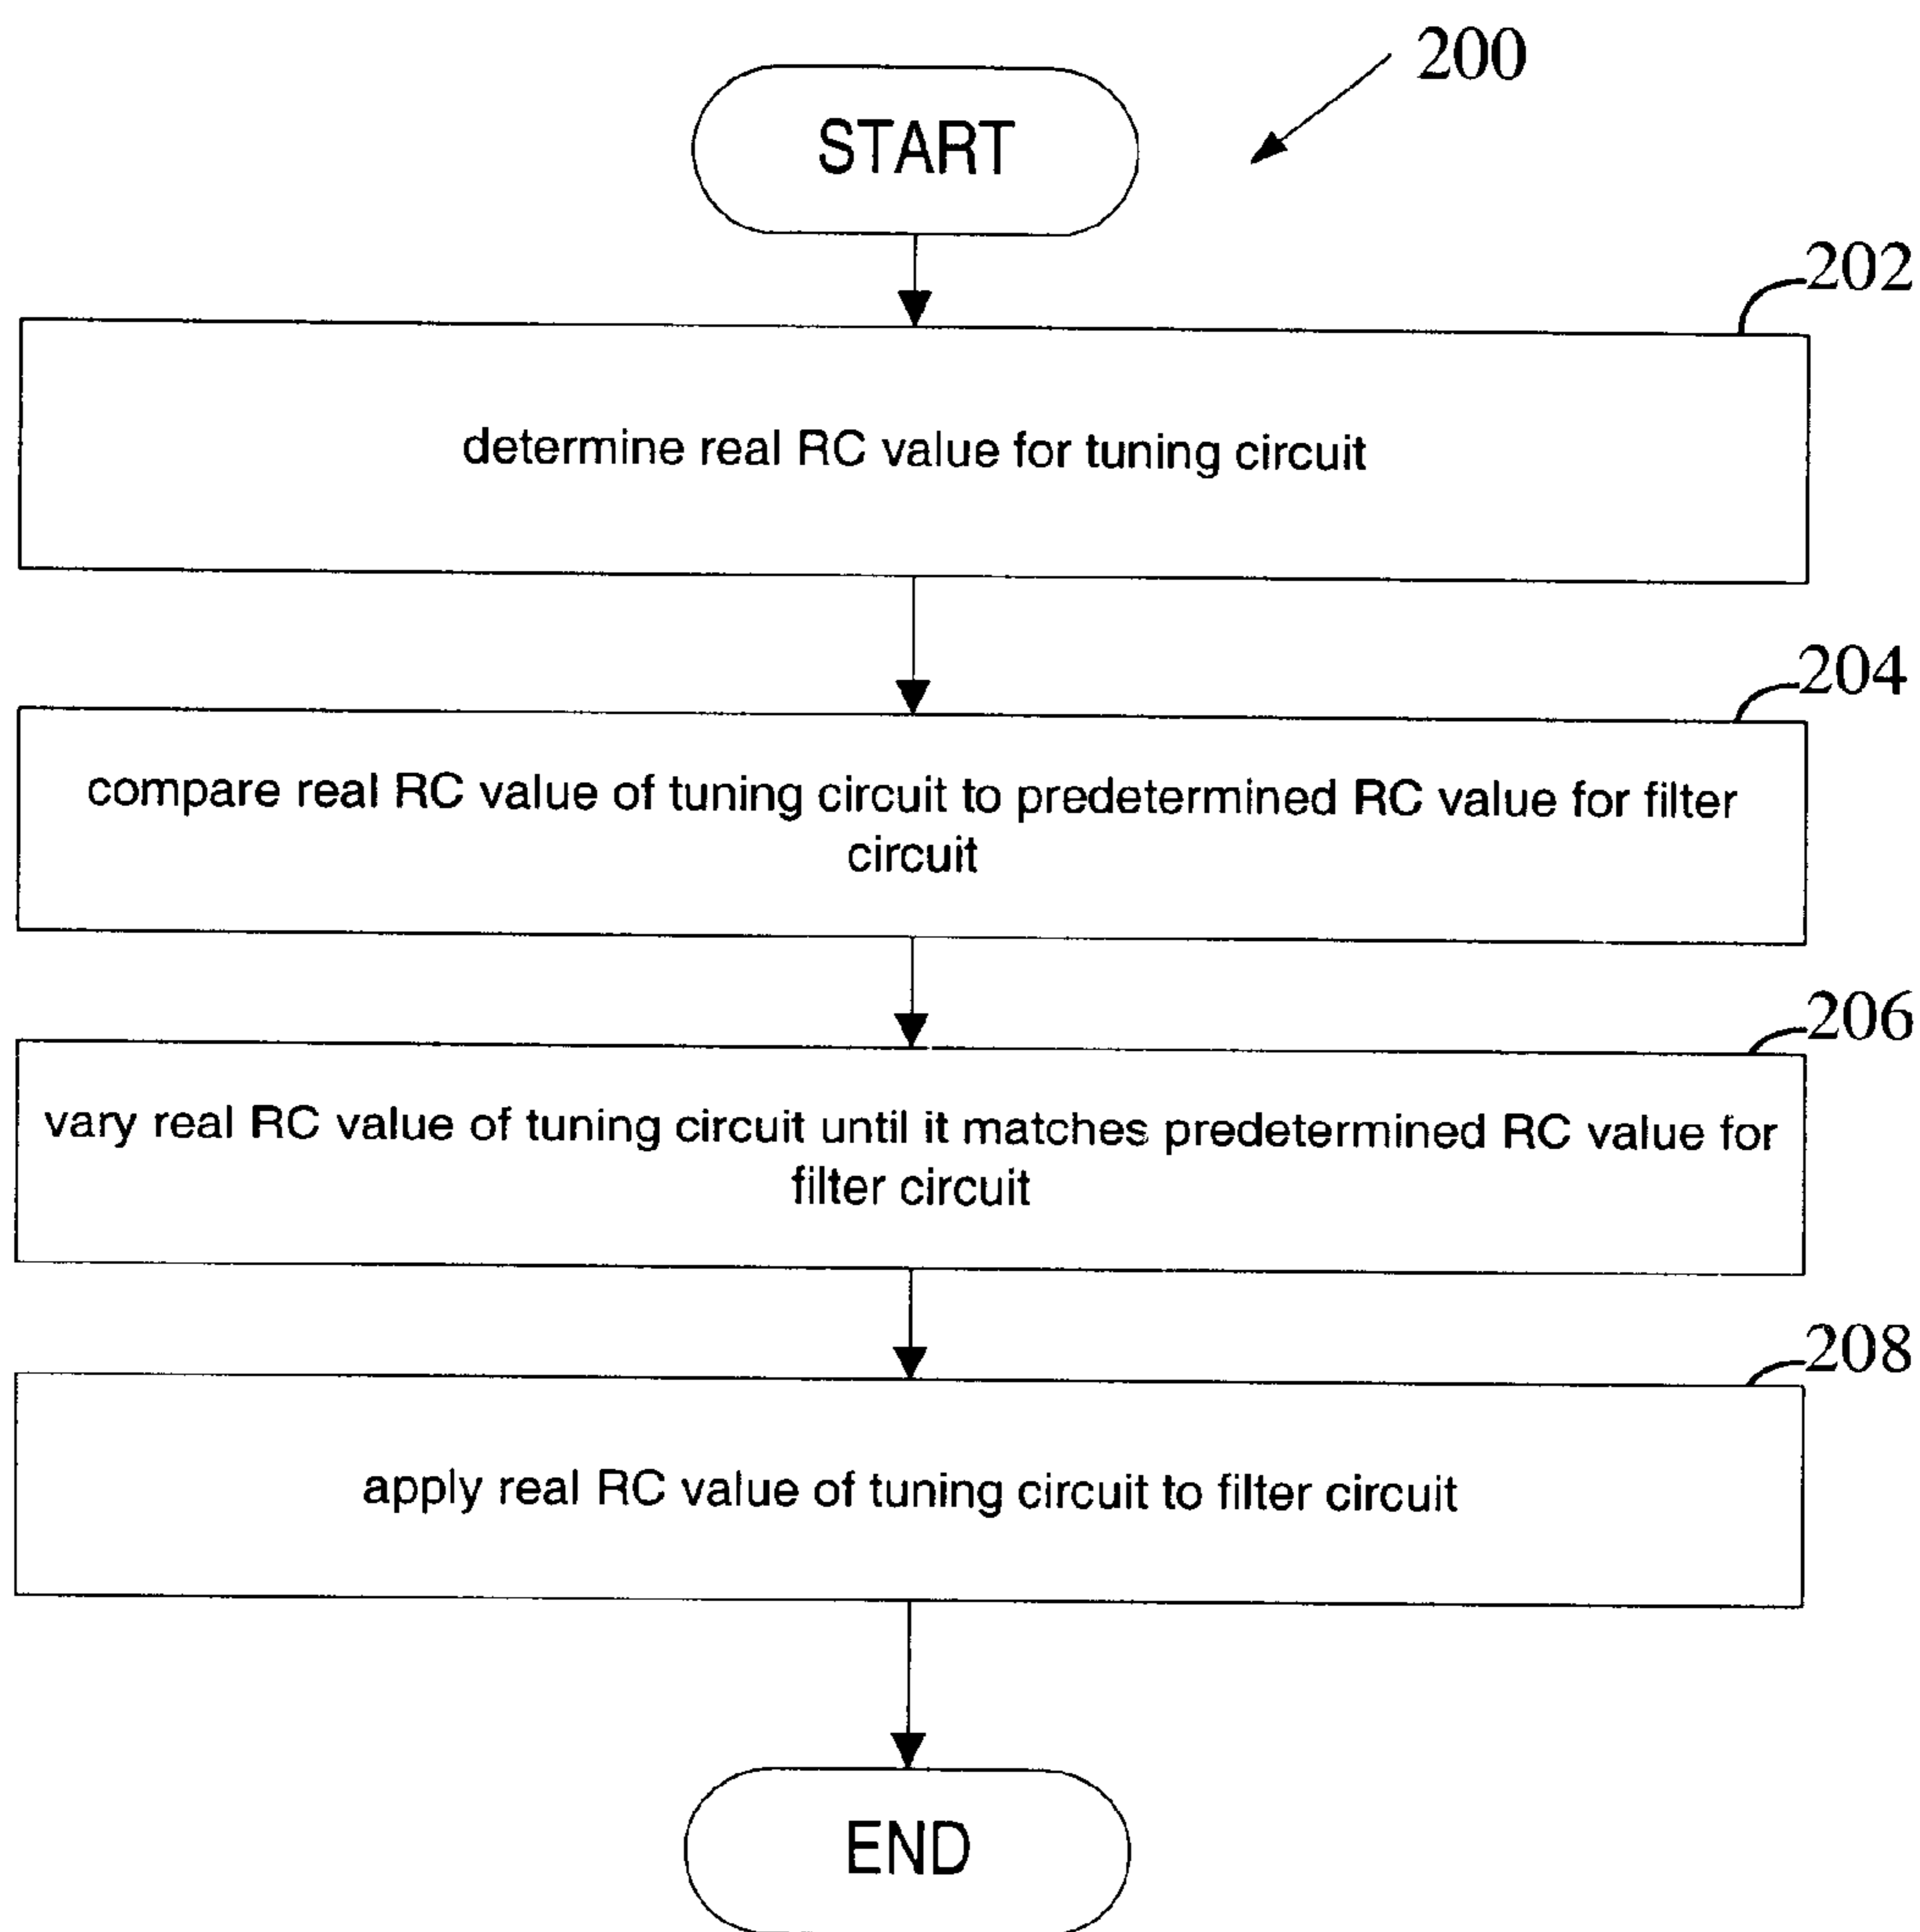 200
START
202
determine real RC value for tuning circuit
204
compare real RC value of tuning circuit to predetermined RC value for filter
circuit
206
vary real RC value of tuning circuit until it matches predetermined RC value for
filter circuit
208
apply real RC value of tuning circuit to filter circuit
END